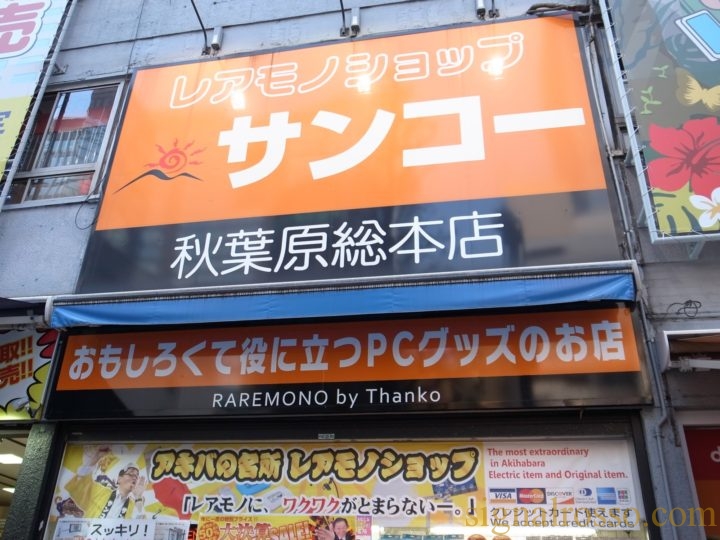 レアモノショップ
サンコー
秋葉原総本店
おもしろくて役に立つPCグッズのお店
RAREMONO by Thanko
アキバの名所 レアモノショップ
「レアモノに、ワクワクがとまらないー。」
The most extraordinary
in Akihabara
Electric item and Original item.
VISA MasterCard
クレジットカード使えます
We accept credit cards
スッキリ!
50%